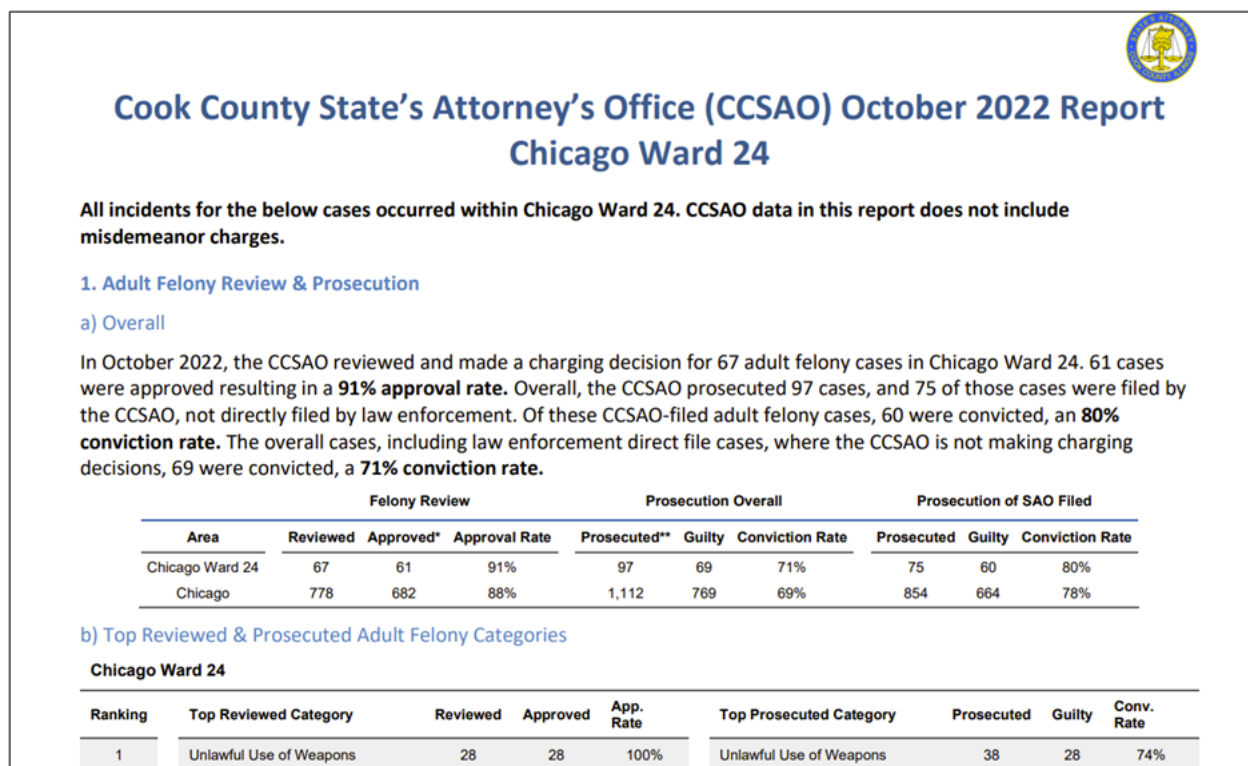 STATE'S ATTORNEY
COOK COUNTY, ILLINOIS
Cook County State's Attorney's Office (CCSAO) October 2022 Report
Chicago Ward 24
All incidents for the below cases occurred within Chicago Ward 24. CCSAO data in this report does not include
misdemeanor charges.
1. Adult Felony Review & Prosecution
a) Overall
In October 2022, the CCSAO reviewed and made a charging decision for 67 adult felony cases in Chicago Ward 24. 61 cases
were approved resulting in a 91% approval rate. Overall, the CCSAO prosecuted 97 cases, and 75 of those cases were filed by
the CCSAO, not directly filed by law enforcement. Of these CCSAO-filed adult felony cases, 60 were convicted, an 80%
conviction rate. The overall cases, including law enforcement direct file cases, where the CCSAO is not making charging
decisions, 69 were convicted, a 71% conviction rate.
Felony Review Prosecution Overall Prosecution of SAO Filed
Area Reviewed Approved* Approval Rate Prosecuted** Guilty Conviction Rate Prosecuted Guilty Conviction Rate
Chicago Ward 24 67 61 91% 97 69 71% 75 60 80%
Chicago 778 682 88% 1,112 769 69% 854 664 78%
b) Top Reviewed & Prosecuted Adult Felony Categories
Chicago Ward 24
Ranking Top Reviewed Category Reviewed Approved App. Rate Top Prosecuted Category Prosecuted Guilty Conv. Rate
1 Unlawful Use of Weapons 28 28 100% Unlawful Use of Weapons 38 28 74%